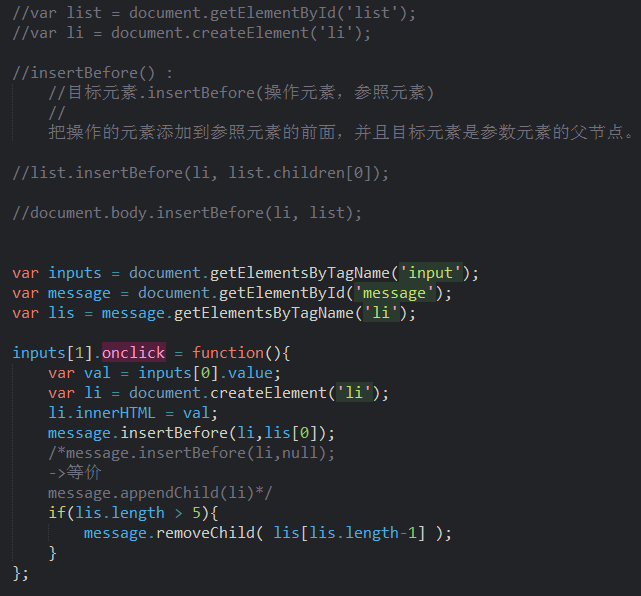 //var list = document.getElementById('list');
//var li = document.createElement('li');
//insertBefore() :
//目标元素.insertBefore(操作元素，参照元素)
//
把操作的元素添加到参照元素的前面，并且目标元素是参数元素的父节点。
//list.insertBefore(li, list.children[0]);
//document.body.insertBefore(li, list);
var inputs = document.getElementsByTagName('input');
var message = document.getElementById('message');
var lis = message.getElementsByTagName('li');
inputs[1].onclick = function(){
var val = inputs[0].value;
var li = document.createElement('li');
li.innerHTML = val;
message.insertBefore(li,lis[0]);
/*message.insertBefore(li,null);
->等价
message.appendChild(li)*/
if(lis.length > 5){
message.removeChild( lis[lis.length-1] );
}
};